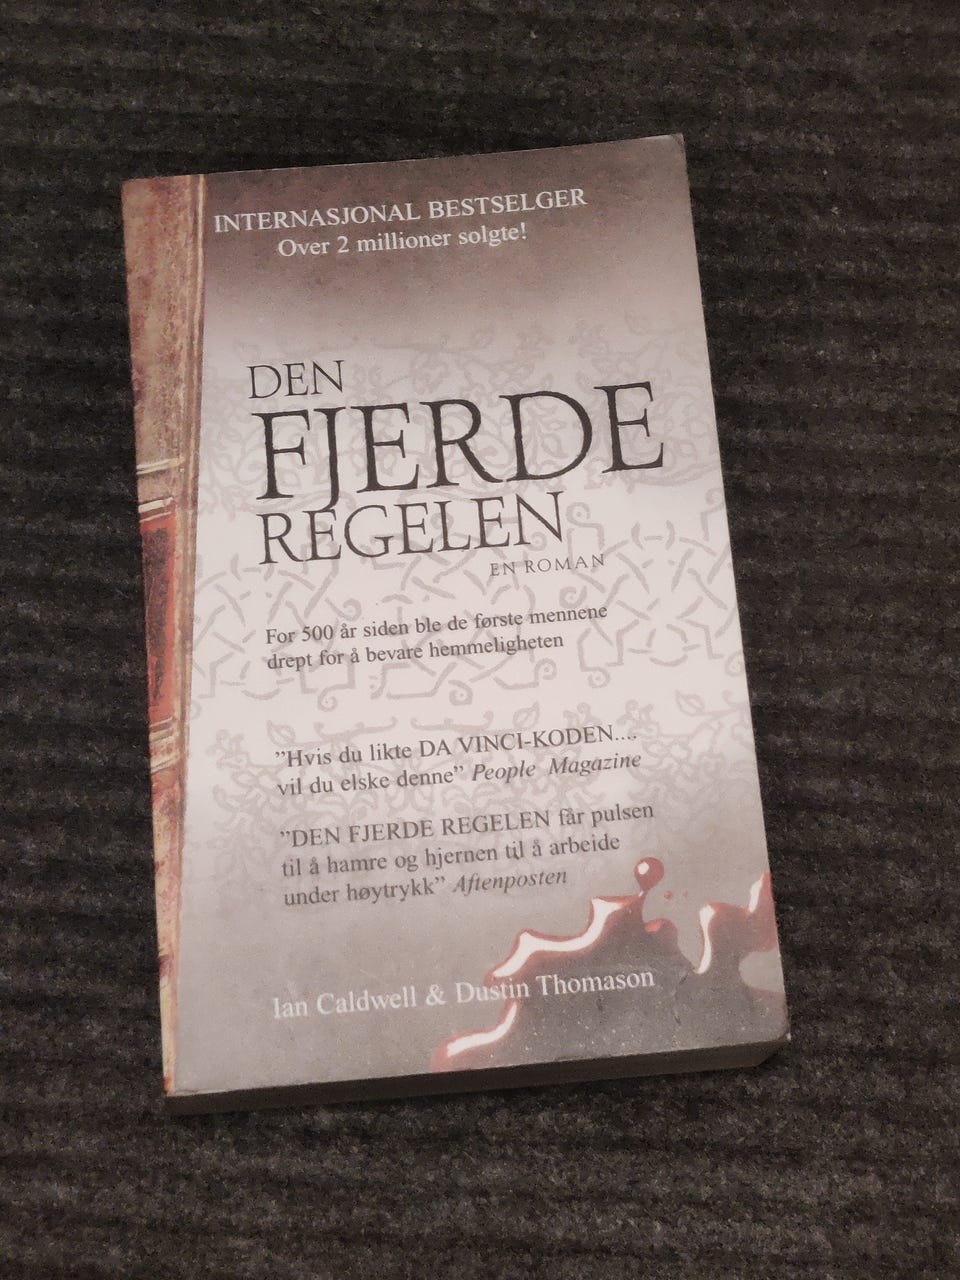 INTERNASJONAL BESTSELGER
Over 2 millioner solgte!
DEN
FJERDE
REGELEN
EN ROMAN
For 500 år siden ble de første mennene
drept for å bevare hemmeligheten
”Hvis du likte DA VINCI-KODEN....
vil du elske denne” People Magazine
”DEN FJERDE REGELEN får pulsen
til å hamre og hjernen til å arbeide
under høytrykk” Aftenposten
Ian Caldwell & Dustin Thomason